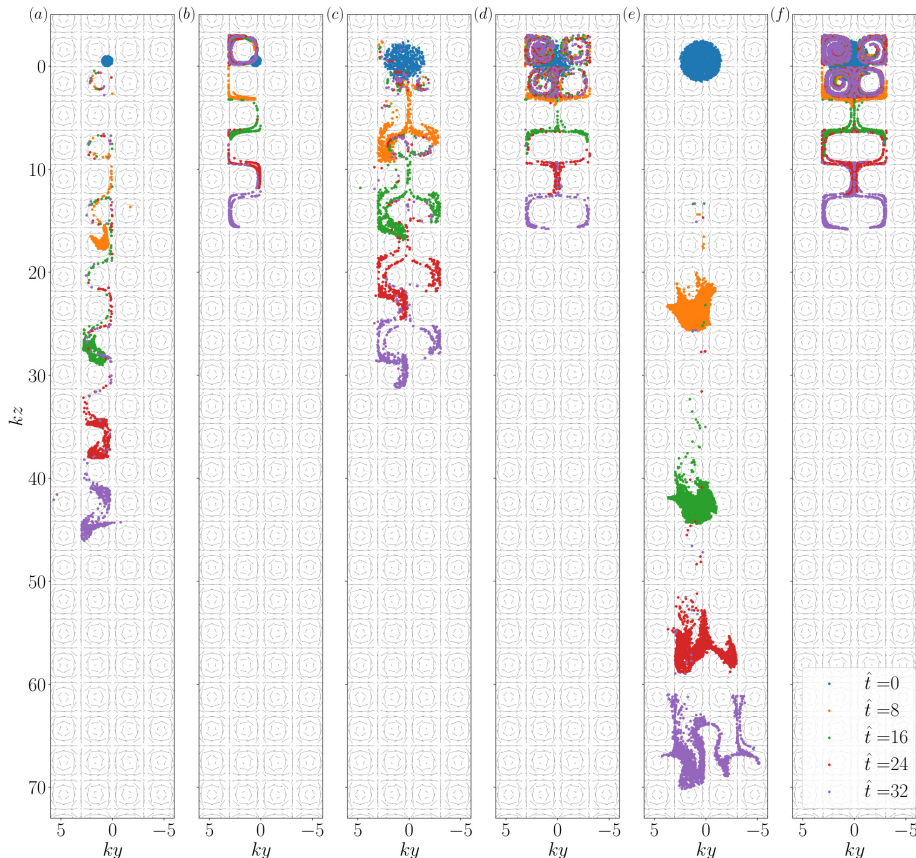 (a) (b) (c) (d) (e) (f)
0
10
20
30
40
50
60
70
kz
t̂ =0
t̂ =8
t̂ =16
t̂ =24
t̂ =32
5 0 −5 5 0 −5 5 0 −5 5 0 −5 5 0 −5 5 0 −5
ky ky ky ky ky ky